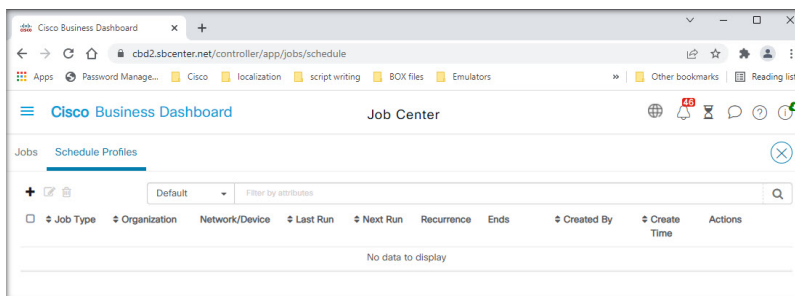 Cisco Business Dashboard
cbd2.sbcenter.net/controller/app/jobs/schedule
Apps Password Manage... Cisco localization script writing BOX files Emulators » Other bookmarks Reading list
Cisco Business Dashboard Job Center 46
Jobs Schedule Profiles
Default Filter by attributes
Job Type Organization Network/Device Last Run Next Run Recurrence Ends Created By Create Time Actions
No data to display